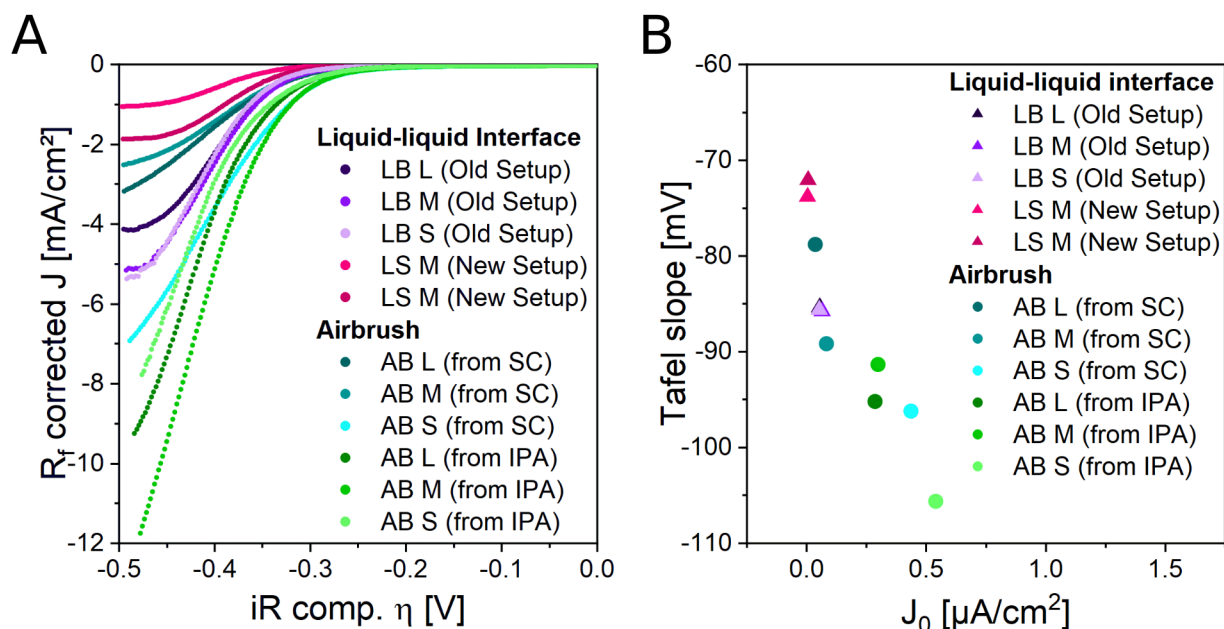 A
R_f corrected J [mA/cm²]
0
-2
-4
-6
-8
-10
-12
-0.5
-0.4
-0.3
-0.2
-0.1
0.0
iR comp. η [V]
Liquid-liquid Interface
LB L (Old Setup)
LB M (Old Setup)
LB S (Old Setup)
LS M (New Setup)
LS M (New Setup)
Airbrush
AB L (from SC)
AB M (from SC)
AB S (from SC)
AB L (from IPA)
AB M (from IPA)
AB S (from IPA)
B
Tafel slope [mV]
-60
-70
-80
-90
-100
-110
0.0
0.5
1.0
1.5
J₀ [µA/cm²]
Liquid-liquid interface
LB L (Old Setup)
LB M (Old Setup)
LB S (Old Setup)
LS M (New Setup)
LS M (New Setup)
Airbrush
AB L (from SC)
AB M (from SC)
AB S (from SC)
AB L (from IPA)
AB M (from IPA)
AB S (from IPA)